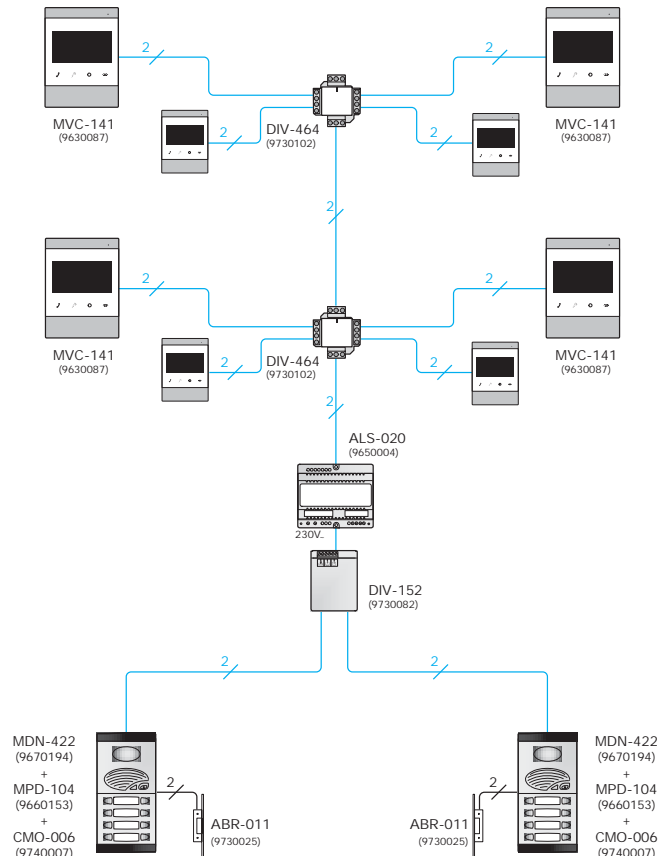 2
2
MVC-141
(9630087)
2
DIV-464
(9730102)
2
MVC-141
(9630087)
2
2
2
MVC-141
(9630087)
2
DIV-464
(9730102)
2
MVC-141
(9630087)
2
ALS-020
(9650004)
230V~
DIV-152
(9730082)
2
2
MDN-422
(9670194)
+
MPD-104
(9660153)
+
CMO-006
(9740007)
2
ABR-011
(9730025)
2
ABR-011
(9730025)
MDN-422
(9670194)
+
MPD-104
(9660153)
+
CMO-006
(9740007)